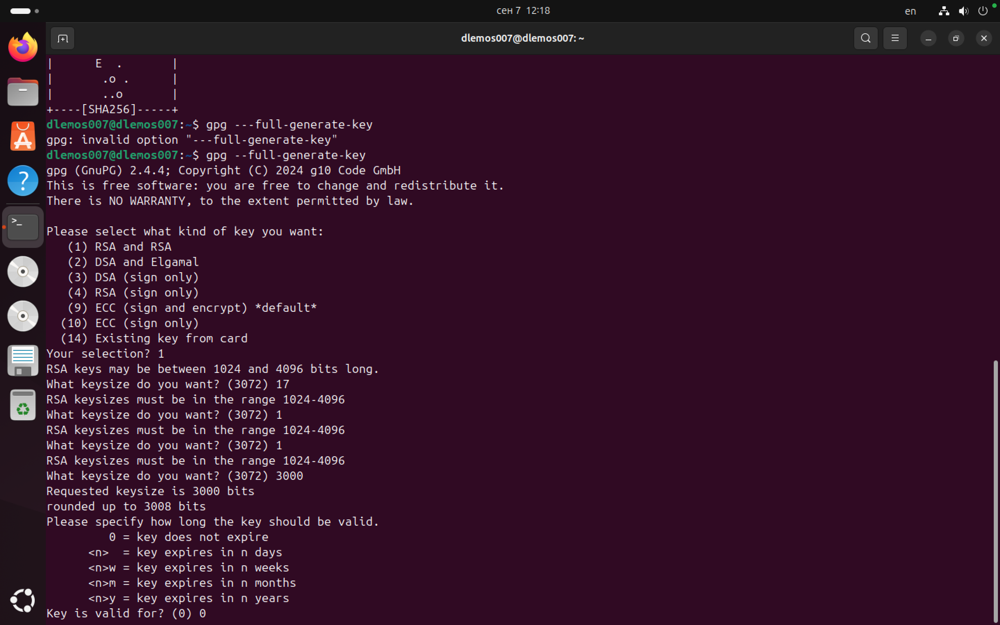 сен 7 12:18
en
dlemos007@dlemos007: ~
|      E  .       |
|       .o .      |
|       ..o       |
+----[SHA256]-----+
dlemos007@dlemos007:~$ gpg ---full-generate-key
gpg: invalid option "---full-generate-key"
dlemos007@dlemos007:~$ gpg --full-generate-key
gpg (GnuPG) 2.4.4; Copyright (C) 2024 g10 Code GmbH
This is free software: you are free to change and redistribute it.
There is NO WARRANTY, to the extent permitted by law.

Please select what kind of key you want:
   (1) RSA and RSA
   (2) DSA and Elgamal
   (3) DSA (sign only)
   (4) RSA (sign only)
   (9) ECC (sign and encrypt) *default*
  (10) ECC (sign only)
  (14) Existing key from card
Your selection? 1
RSA keys may be between 1024 and 4096 bits long.
What keysize do you want? (3072) 17
RSA keysizes must be in the range 1024-4096
What keysize do you want? (3072) 1
RSA keysizes must be in the range 1024-4096
What keysize do you want? (3072) 1
RSA keysizes must be in the range 1024-4096
What keysize do you want? (3072) 3000
Requested keysize is 3000 bits
rounded up to 3008 bits
Please specify how long the key should be valid.
         0 = key does not expire
      <n>  = key expires in n days
      <n>w = key expires in n weeks
      <n>m = key expires in n months
      <n>y = key expires in n years
Key is valid for? (0) 0